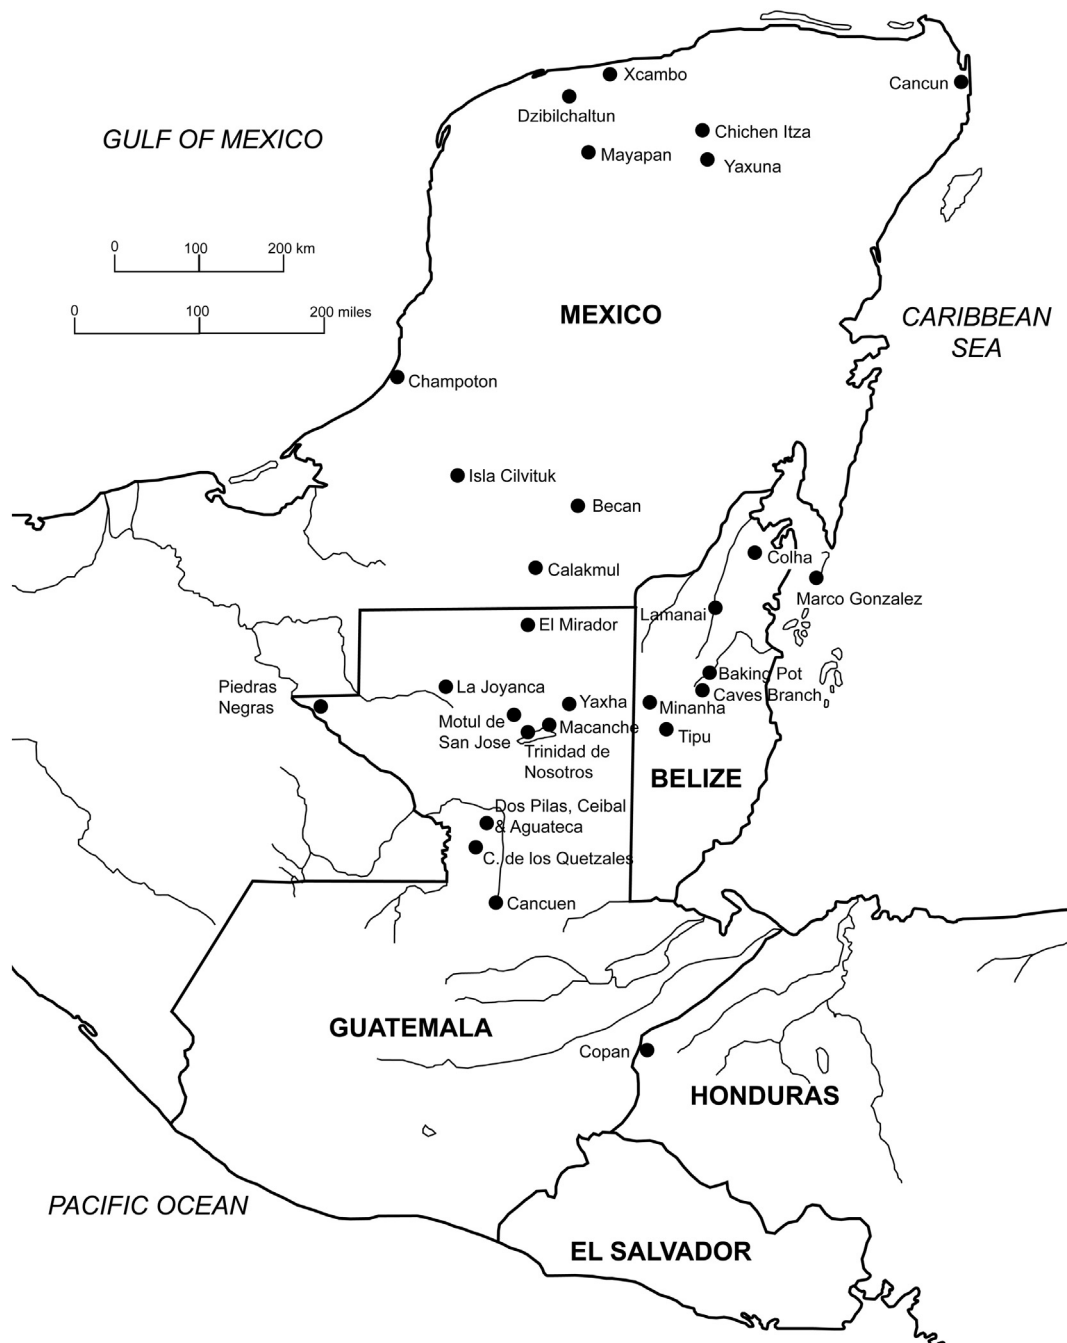 Xcambo
Cancun
Dzibilchaltun
GULF OF MEXICO
Chichen Itza
Mayapan
Yaxuna
0 100 200 km
0 100 200 miles
MEXICO
CARIBBEAN
SEA
Champoton
Isla Cilvituk
Becan
Colha
Calakmul
Marco Gonzalez
Lamanai
El Mirador
Baking Pot
Piedras
Negras
La Joyanca
Caves Branch
Yaxha
Minanha
Motul de
San Jose
Macanche
Tipu
Trinidad de
Nosotros
BELIZE
Dos Pilas, Ceibal
& Aguateca
C. de los Quetzales
Cancuen
GUATEMALA
Copan
HONDURAS
PACIFIC OCEAN
EL SALVADOR